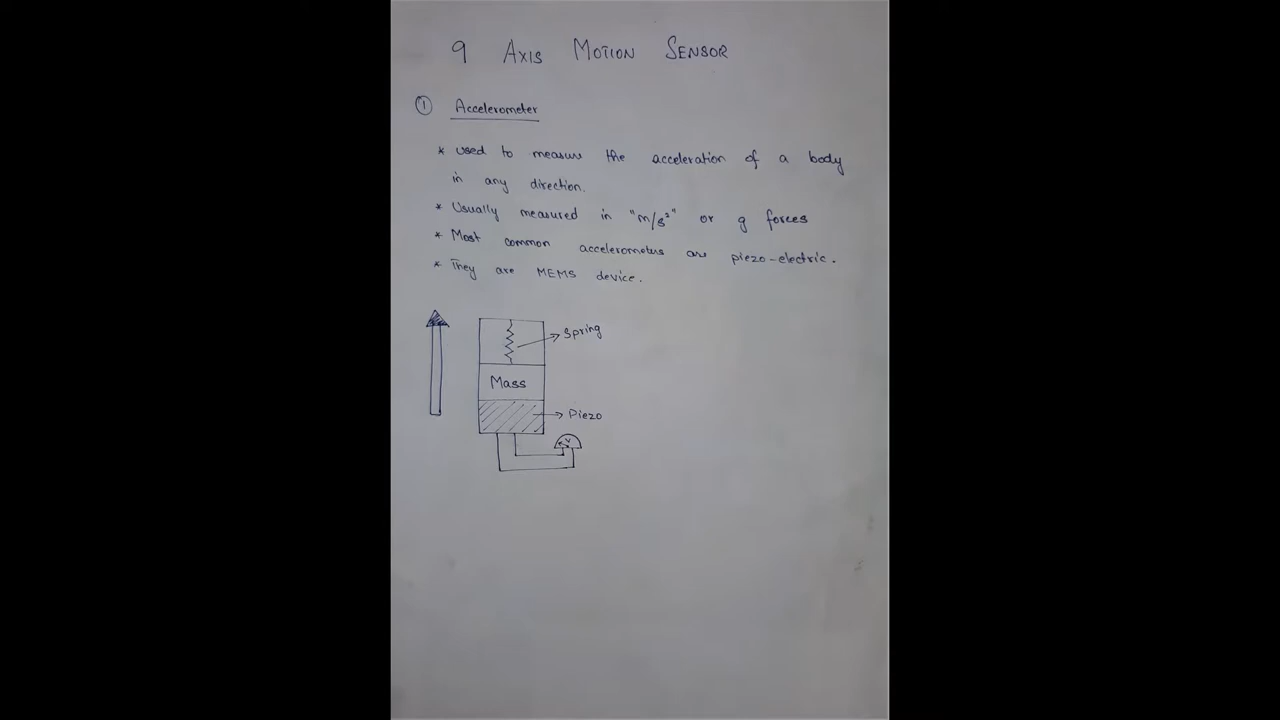 9 AXIS MOTION SENSOR
① Accelerometer
* used to measure the acceleration of a body
in any direction.
* Usually measured in "m/s²" or g forces
* Most common accelerometers are piezo-electric.
* They are MEMS device.
Spring
Mass
Piezo
V